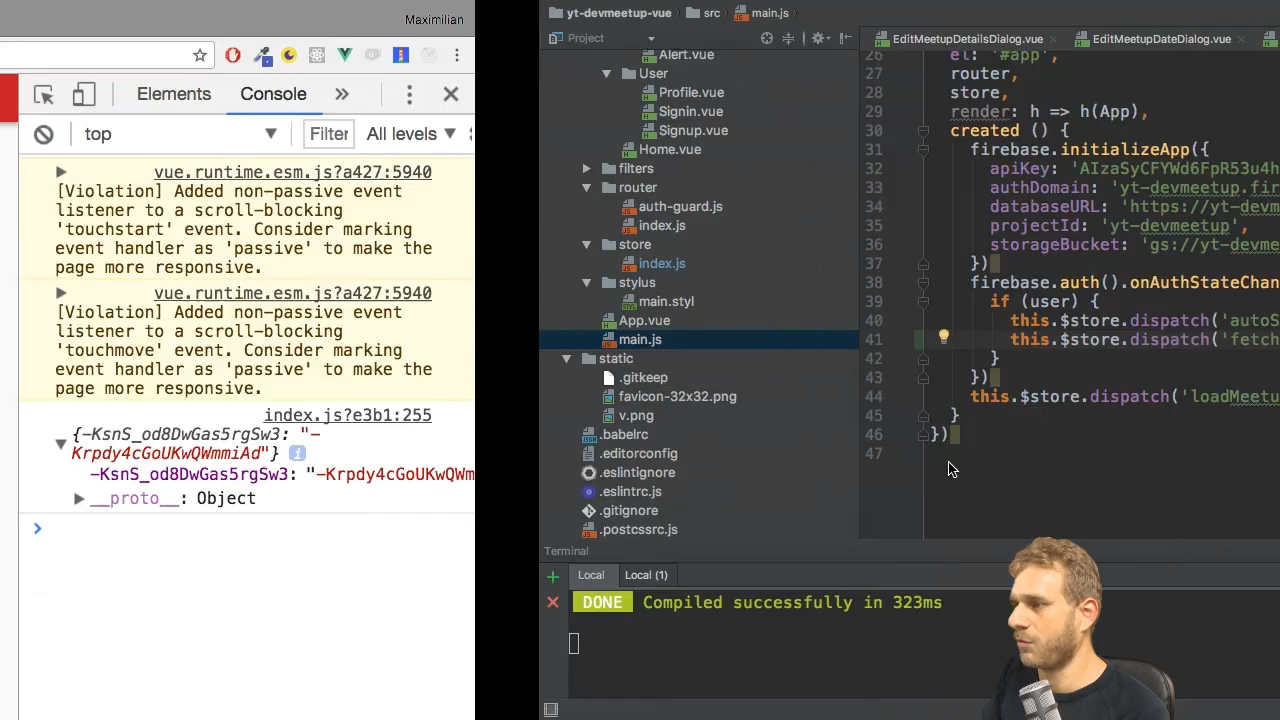 Maximilian
Elements
Console
top
Filter
All levels
vue.runtime.esm.js?a427:5940
[Violation] Added non-passive event
listener to a scroll-blocking
'touchstart' event. Consider marking
event handler as 'passive' to make the
page more responsive.
vue.runtime.esm.js?a427:5940
[Violation] Added non-passive event
listener to a scroll-blocking
'touchmove' event. Consider marking
event handler as 'passive' to make the
page more responsive.
index.js?e3b1:255
{-KsnS_od8DwGas5rgSw3: "-
Krpdy4cGoUKwQWmmiAd"}
-KsnS_od8DwGas5rgSw3: "-Krpdy4cGoUKwQWm
__proto__: Object
yt-devmeetup-vue
src
main.js
Project
Alert.vue
User
Profile.vue
Signin.vue
Signup.vue
Home.vue
filters
router
auth-guard.js
index.js
store
index.js
stylus
main.styl
App.vue
main.js
static
.gitkeep
favicon-32x32.png
v.png
.babelrc
.editorconfig
.eslintignore
.eslintrc.js
.gitignore
.postcssrc.js
EditMeetupDetailsDialog.vue
EditMeetupDateDialog.vue
26 el: '#app',
27 router,
28 store,
29 render: h => h(App),
30 created () {
31 firebase.initializeApp({
32 apiKey: 'AIzaSyCFYWd6FpR53u4h
33 authDomain: 'yt-devmeetup.fir
34 databaseURL: 'https://yt-devm
35 projectId: 'yt-devmeetup',
36 storageBucket: 'gs://yt-devme
37 })
38 firebase.auth().onAuthStateChan
39 if (user) {
40 this.$store.dispatch('autoS
41 this.$store.dispatch('fetch
42 }
43 })
44 this.$store.dispatch('loadMeetu
45 }
46 })
47
Terminal
Local
Local (1)
DONE Compiled successfully in 323ms